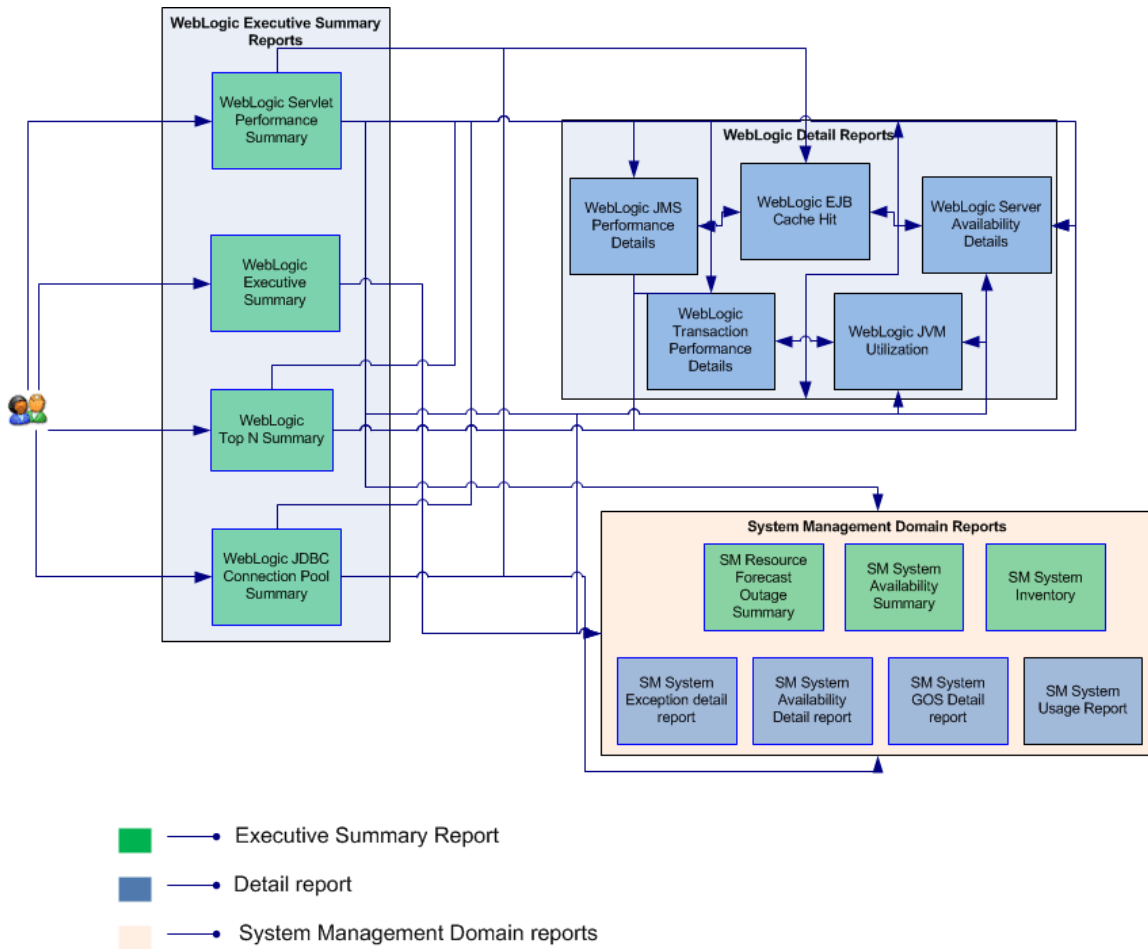 WebLogic Executive Summary
Reports
WebLogic Servlet
Performance
Summary
WebLogic
Executive
Summary
WebLogic
Top N Summary
WebLogic JDBC
Connection Pool
Summary
WebLogic Detail Reports
WebLogic JMS
Performance
Details
WebLogic EJB
Cache Hit
WebLogic Server
Availability
Details
WebLogic
Transaction
Performance
Details
WebLogic JVM
Utilization
System Management Domain Reports
SM Resource
Forecast
Outage
Summary
SM System
Availability
Summary
SM System
Inventory
SM System
Exception detail
report
SM System
Availability
Detail report
SM System
GOS Detail
report
SM System
Usage Report
Executive Summary Report
Detail report
System Management Domain reports